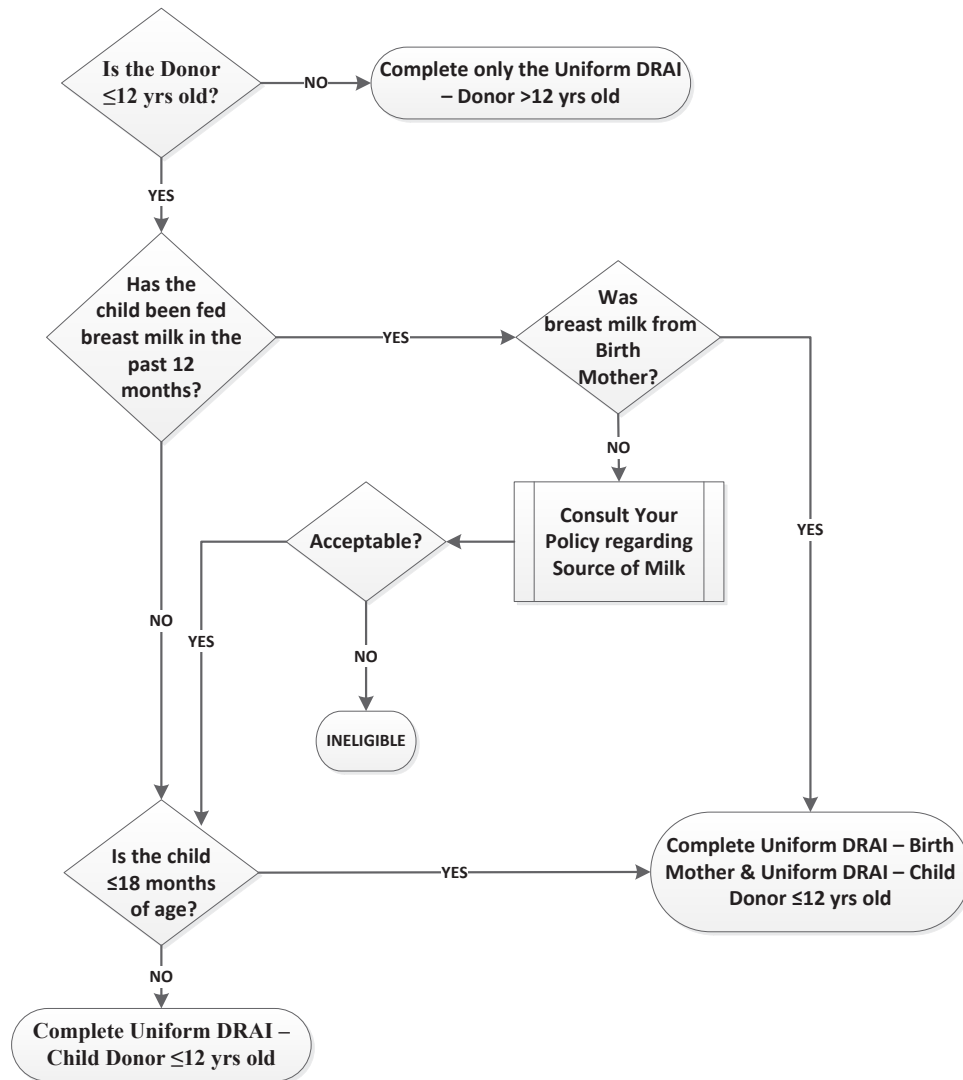 Is the Donor
≤12 yrs old?
NO
Complete only the Uniform DRAI
– Donor >12 yrs old
YES
Has the
child been fed
breast milk in the
past 12
months?
YES
Was
breast milk from
Birth
Mother?
NO
YES
Consult Your
Policy regarding
Source of Milk
Acceptable?
NO
YES
NO
INELIGIBLE
Is the child
≤18 months
of age?
YES
Complete Uniform DRAI – Birth
Mother & Uniform DRAI – Child
Donor ≤12 yrs old
NO
Complete Uniform DRAI –
Child Donor ≤12 yrs old